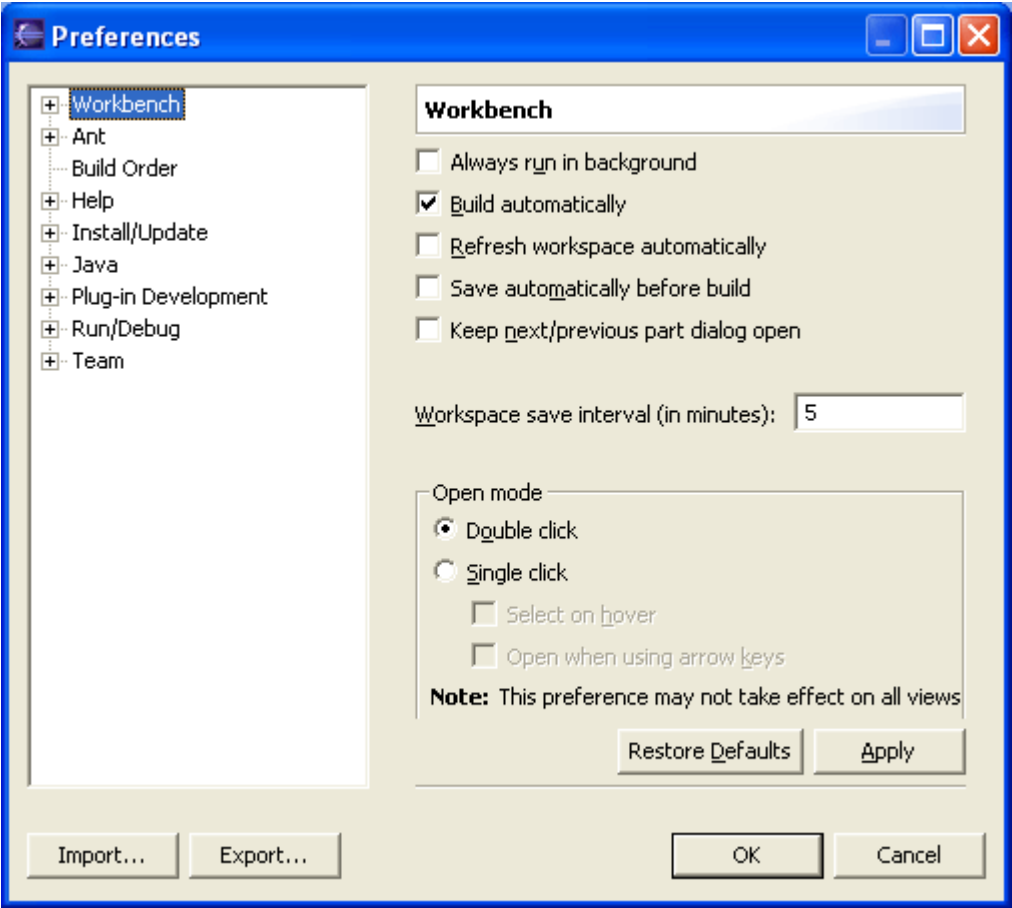 Preferences
Workbench
Ant
Build Order
Help
Install/Update
Java
Plug-in Development
Run/Debug
Team
Workbench
Always run in background
Build automatically
Refresh workspace automatically
Save automatically before build
Keep next/previous part dialog open
Workspace save interval (in minutes): 5
Open mode
Double click
Single click
Select on hover
Open when using arrow keys
Note: This preference may not take effect on all views
Restore Defaults Apply
Import... Export... OK Cancel